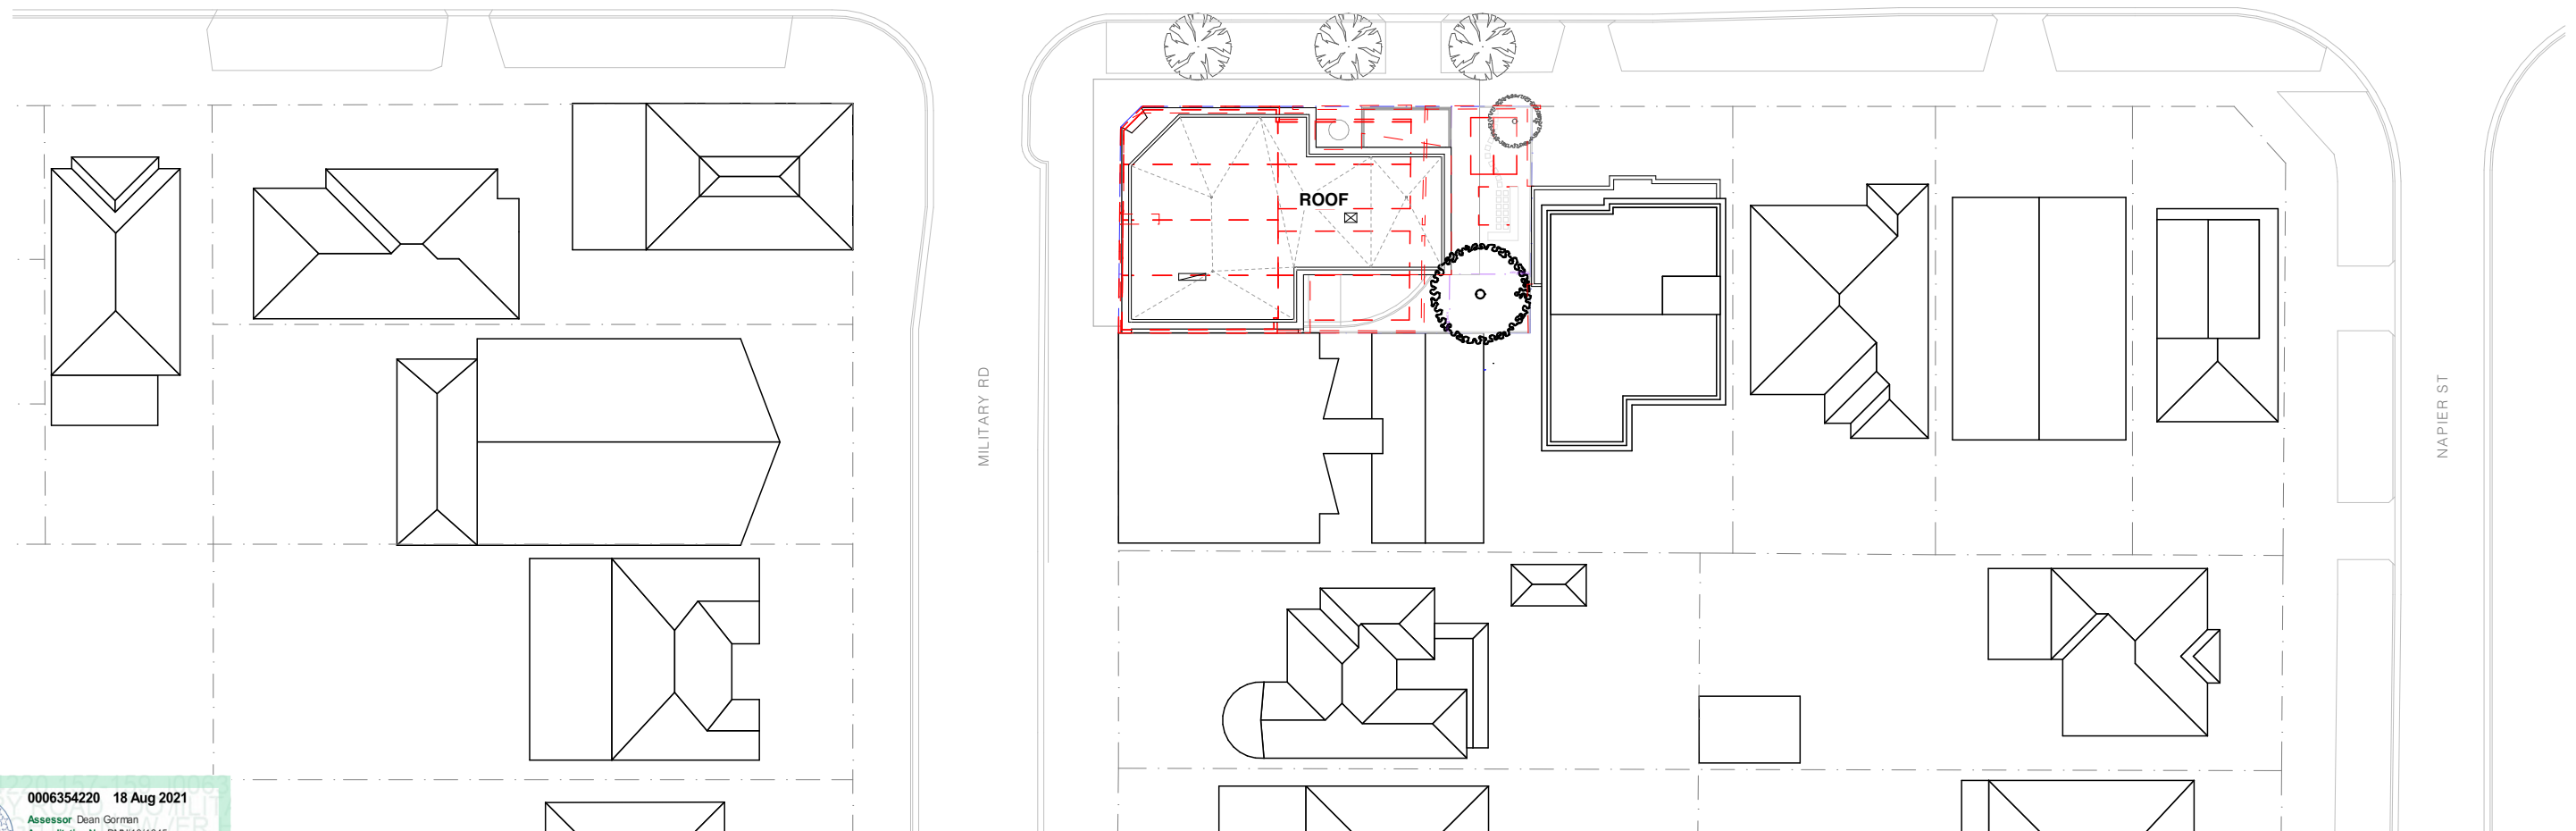 ROOF
MILITARY RD
NAPIER ST
0006354220 18 Aug 2021
Assessor Dean Gorman